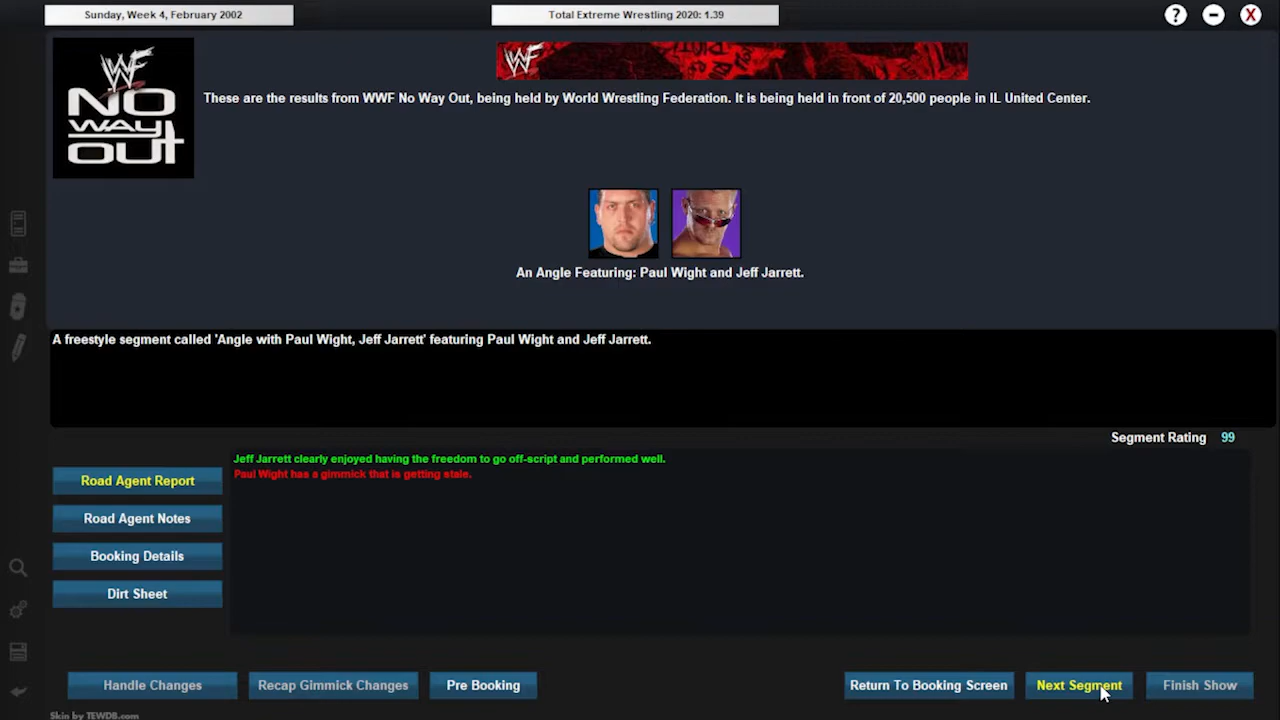 Sunday, Week 4, February 2002
Total Extreme Wrestling 2020: 1.39
?
X
WF
NO
WAY
OUT
WF
These are the results from WWF No Way Out, being held by World Wrestling Federation. It is being held in front of 20,500 people in IL United Center.
An Angle Featuring: Paul Wight and Jeff Jarrett.
A freestyle segment called 'Angle with Paul Wight, Jeff Jarrett' featuring Paul Wight and Jeff Jarrett.
Segment Rating 99
Jeff Jarrett clearly enjoyed having the freedom to go off-script and performed well.
Paul Wight has a gimmick that is getting stale.
Road Agent Report
Road Agent Notes
Booking Details
Dirt Sheet
Handle Changes
Recap Gimmick Changes
Pre Booking
Return To Booking Screen
Next Segment
Finish Show
Skin by TEWDB.com